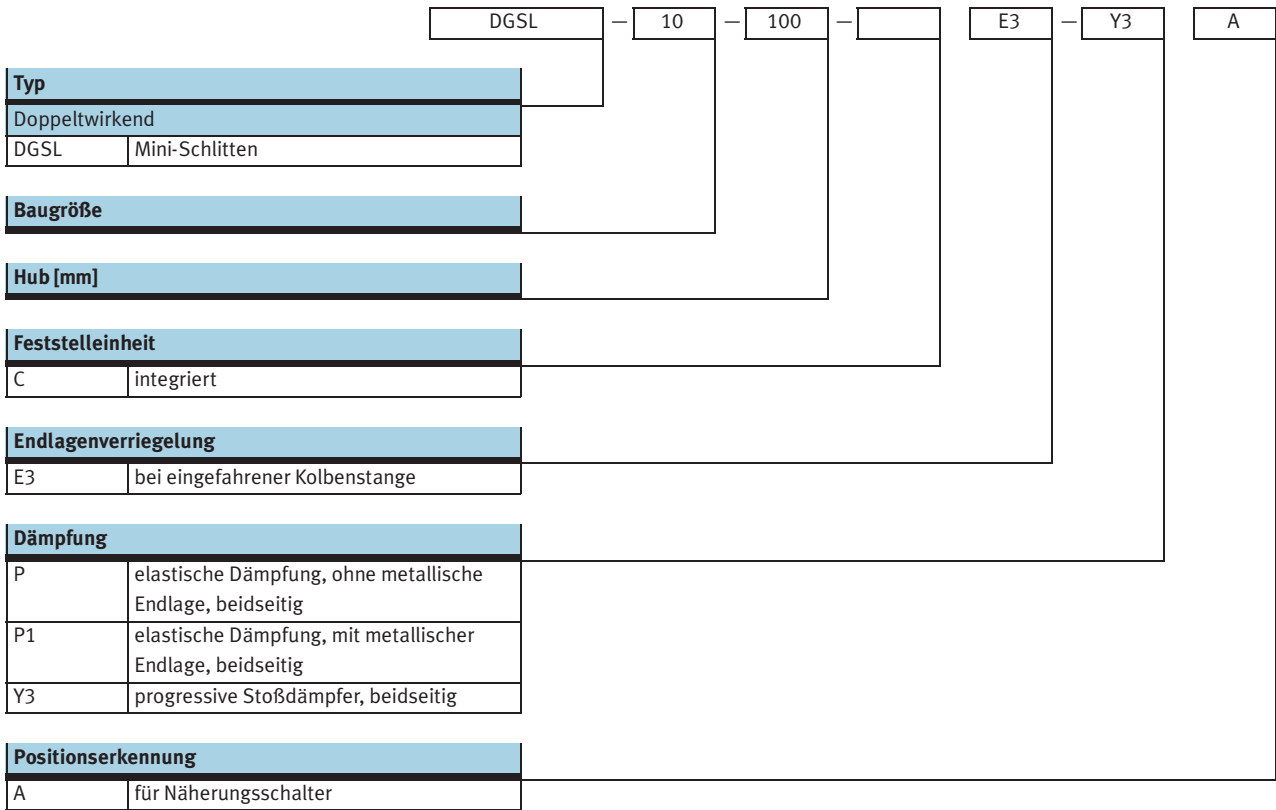 DGSL — 10 — 100 — E3 — Y3 A
Typ
Doppeltwirkend
DGSL Mini-Schlitten
Baugröße
Hub [mm]
Feststelleinheit
C integriert
Endlagenverriegelung
E3 bei eingefahrener Kolbenstange
Dämpfung
P elastische Dämpfung, ohne metallische
Endlage, beidseitig
P1 elastische Dämpfung, mit metallischer
Endlage, beidseitig
Y3 progressive Stoßdämpfer, beidseitig
Positionserkennung
A für Näherungsschalter